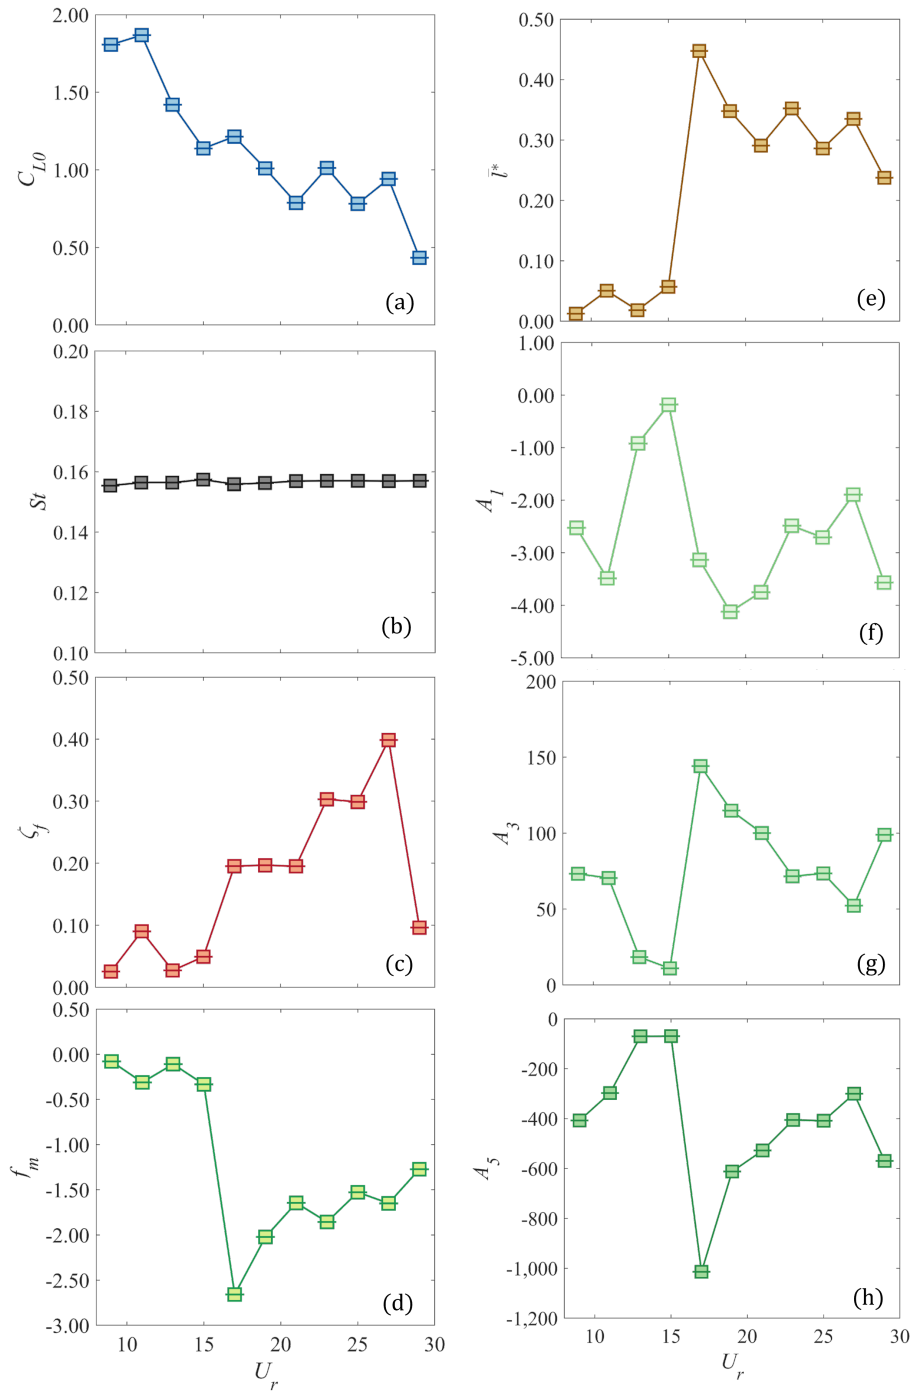 2.00
1.50
1.00
0.50
0.00
C_{L0}
(a)
0.20
0.18
0.16
0.14
0.12
0.10
St
(b)
0.50
0.40
0.30
0.20
0.10
0.00
ζ_f
(c)
0.50
0.00
-0.50
-1.00
-1.50
-2.00
-2.50
-3.00
f_m
(d)
10 15 20 25 30
U_r
0.50
0.40
0.30
0.20
0.10
0.00
l̄*
(e)
1.00
0.00
-1.00
-2.00
-3.00
-4.00
-5.00
A_1
(f)
200
150
100
50
0
A_3
(g)
0
-200
-400
-600
-800
-1,000
-1,200
A_5
(h)
10 15 20 25 30
U_r